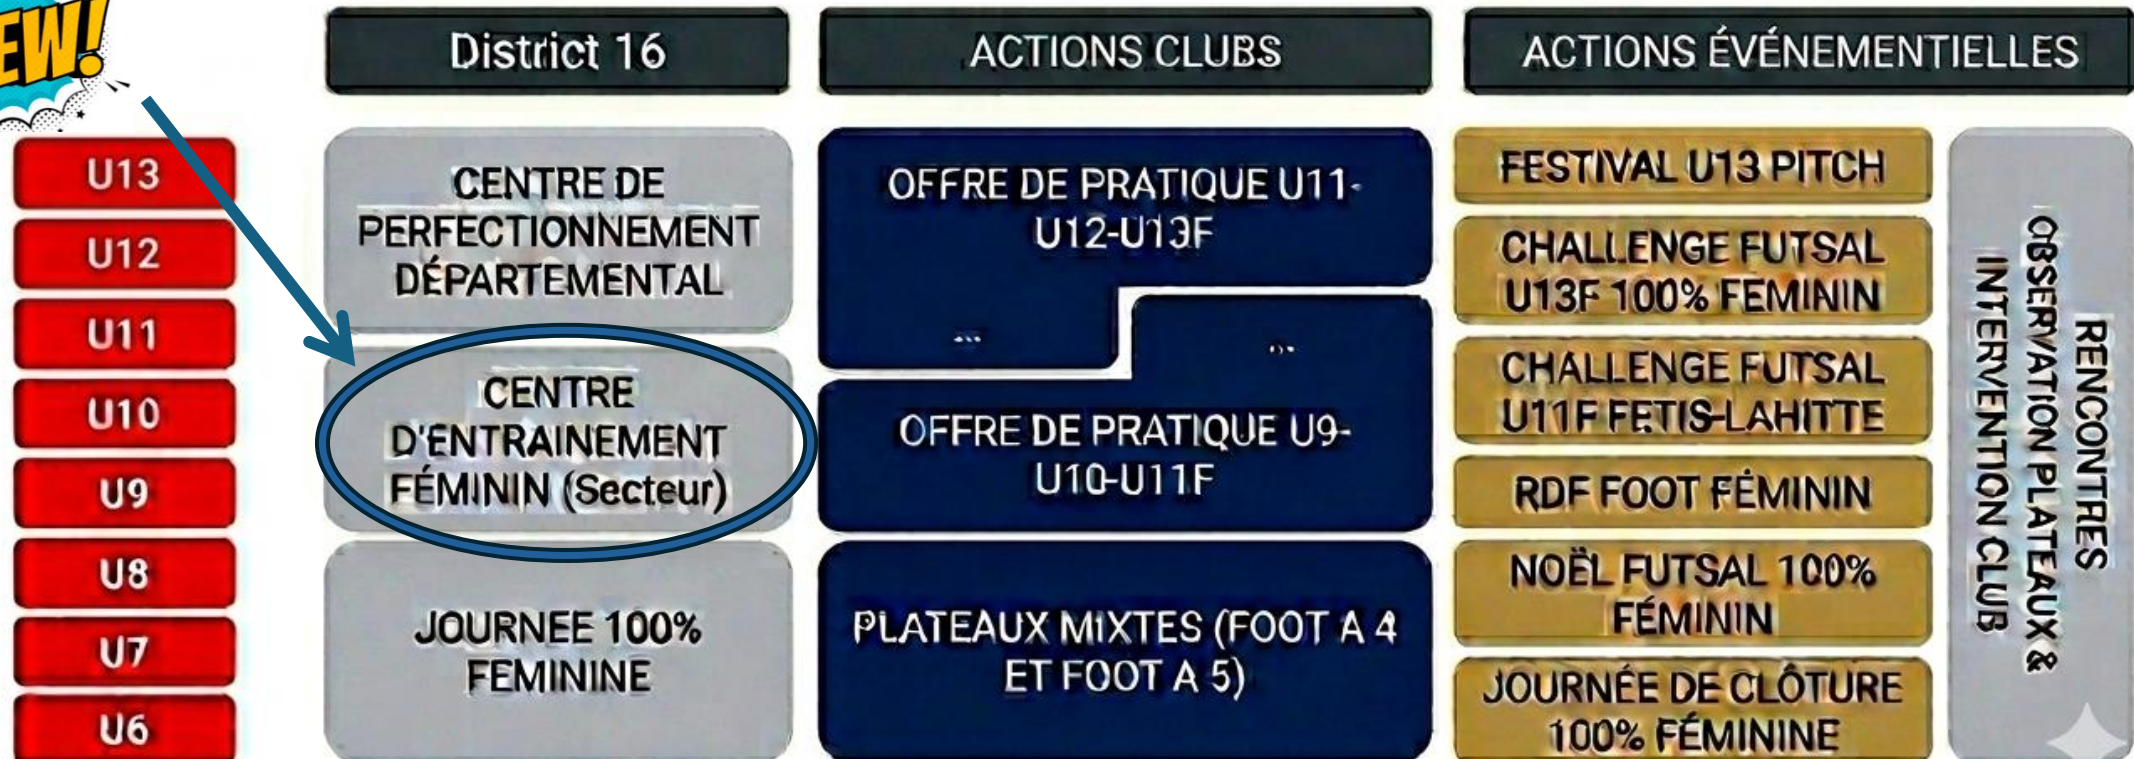 EW!
District 16
ACTIONS CLUBS
ACTIONS ÉVÉNEMENTIELLES
U13
U12
U11
U10
U9
U8
U7
U6
CENTRE DE
PERFECTIONNEMENT
DÉPARTEMENTAL
CENTRE
D'ENTRAINEMENT
FÉMININ (Secteur)
JOURNEE 100%
FEMININE
OFFRE DE PRATIQUE U11-
U12-U13F
...
OFFRE DE PRATIQUE U9-
U10-U11F
PLATEAUX MIXTES (FOOT A 4
ET FOOT A 5)
FESTIVAL U13 PITCH
CHALLENGE FUTSAL
U13F 100% FEMININ
CHALLENGE FUTSAL
U11F FETIS-LAHITTE
RDF FOOT FÉMININ
NOËL FUTSAL 100%
FÉMININ
JOURNÉE DE CLÔTURE
100% FÉMININE
RENCONTRES
OBSERVATION PLATEAUX &
INTERVENTION CLUB